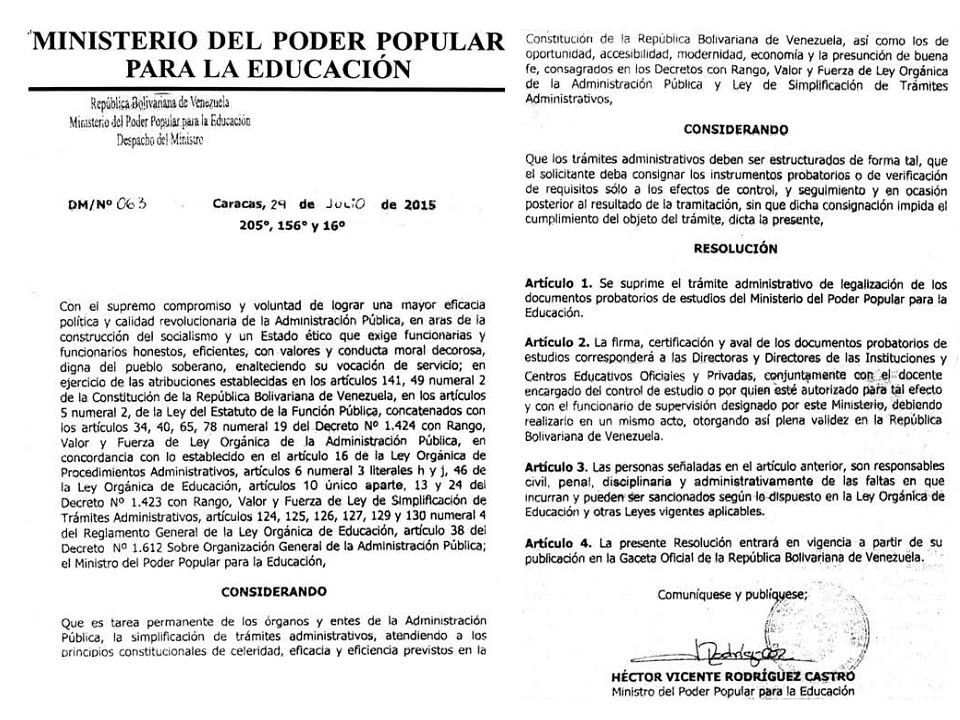 MINISTERIO DEL PODER POPULAR
PARA LA EDUCACIÓN
República Bolivariana de Venezuela
Ministerio del Poder Popular para la Educación
Despacho del Ministro
DM/Nº 063 Caracas, 29 de JULIO de 2015
205º, 156º y 16º
Con el supremo compromiso y voluntad de lograr una mayor eficacia
política y calidad revolucionaria de la Administración Pública, en aras de la
construcción del socialismo y un Estado ético que exige funcionarias y
funcionarios honestos, eficientes, con valores y conducta moral decorosa,
digna del pueblo soberano, enalteciendo su vocación de servicio; en
ejercicio de las atribuciones establecidas en los artículos 141, 49 numeral 2
de la Constitución de la República Bolivariana de Venezuela, en los artículos
5 numeral 2, de la Ley del Estatuto de la Función Pública, concatenados con
los artículos 34, 40, 65, 78 numeral 19 del Decreto Nº 1.424 con Rango,
Valor y Fuerza de Ley Orgánica de la Administración Pública, en
concordancia con lo establecido en el artículo 16 de la Ley Orgánica de
Procedimientos Administrativos, artículos 6 numeral 3 literales h y j, 46 de
la Ley Orgánica de Educación, artículos 10 único aparte, 13 y 24 del
Decreto Nº 1.423 con Rango, Valor y Fuerza de Ley de Simplificación de
Trámites Administrativos, artículos 124, 125, 126, 127, 129 y 130 numeral 4
del Reglamento General de la Ley Orgánica de Educación, artículo 38 del
Decreto Nº 1.612 Sobre Organización General de la Administración Pública;
el Ministro del Poder Popular para la Educación,
CONSIDERANDO
Que es tarea permanente de los órganos y entes de la Administración
Pública, la simplificación de trámites administrativos, atendiendo a los
principios constitucionales de celeridad, eficacia y eficiencia previstos en la
Constitución de la República Bolivariana de Venezuela, así como los de
oportunidad, accesibilidad, modernidad, economía y la presunción de buena
fe, consagrados en los Decretos con Rango, Valor y Fuerza de Ley Orgánica
de la Administración Pública y Ley de Simplificación de Trámites
Administrativos,
CONSIDERANDO
Que los trámites administrativos deben ser estructurados de forma tal, que
el solicitante deba consignar los instrumentos probatorios o de verificación
de requisitos sólo a los efectos de control, y seguimiento y en ocasión
posterior al resultado de la tramitación, sin que dicha consignación impida el
cumplimiento del objeto del trámite, dicta la presente,
RESOLUCIÓN
Artículo 1. Se suprime el trámite administrativo de legalización de los
documentos probatorios de estudios del Ministerio del Poder Popular para la
Educación.
Artículo 2. La firma, certificación y aval de los documentos probatorios de
estudios corresponderá a las Directoras y Directores de las Instituciones y
Centros Educativos Oficiales y Privadas, conjuntamente con el docente
encargado del control de estudio o por quien esté autorizado para tal efecto
y con el funcionario de supervisión designado por este Ministerio, debiendo
realizarlo en un mismo acto, otorgando así plena validez en la República
Bolivariana de Venezuela.
Artículo 3. Las personas señaladas en el artículo anterior, son responsables
civil, penal, disciplinaria y administrativamente de las faltas en que
incurran y pueden ser sancionados según lo dispuesto en la Ley Orgánica de
Educación y otras Leyes vigentes aplicables.
Artículo 4. La presente Resolución entrará en vigencia a partir de su
publicación en la Gaceta Oficial de la República Bolivariana de Venezuela.
Comuníquese y publíquese;
HÉCTOR VICENTE RODRÍGUEZ CASTRO
Ministro del Poder Popular para la Educación